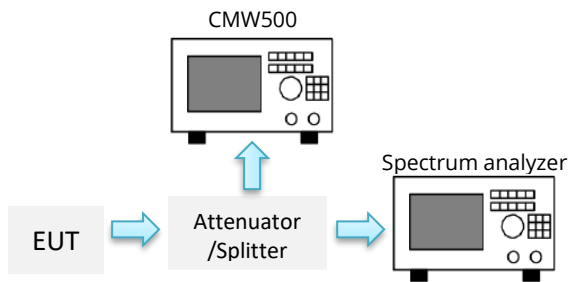 CMW500
Spectrum analyzer
EUT
Attenuator
/Splitter